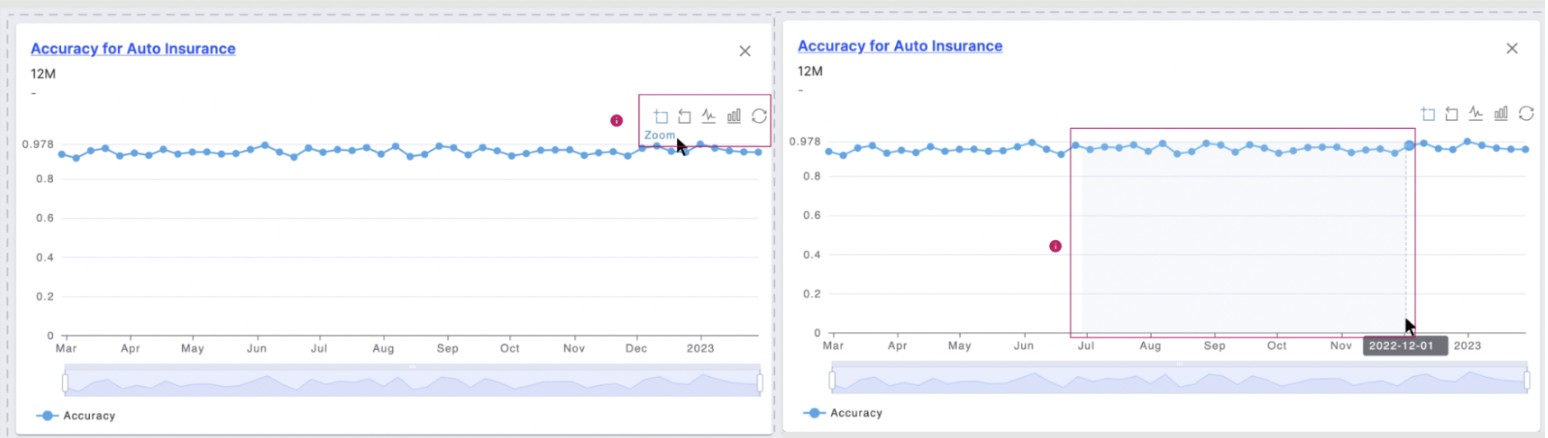 Accuracy for Auto Insurance
12M
-
Zoom
0.978
0.8
0.6
0.4
0.2
0
Mar Apr May Jun Jul Aug Sep Oct Nov Dec 2023
Accuracy
Accuracy for Auto Insurance
12M
-
0.978
0.8
0.6
0.4
0.2
0
Mar Apr May Jun Jul Aug Sep Oct Nov 2022-12-01 2023
Accuracy